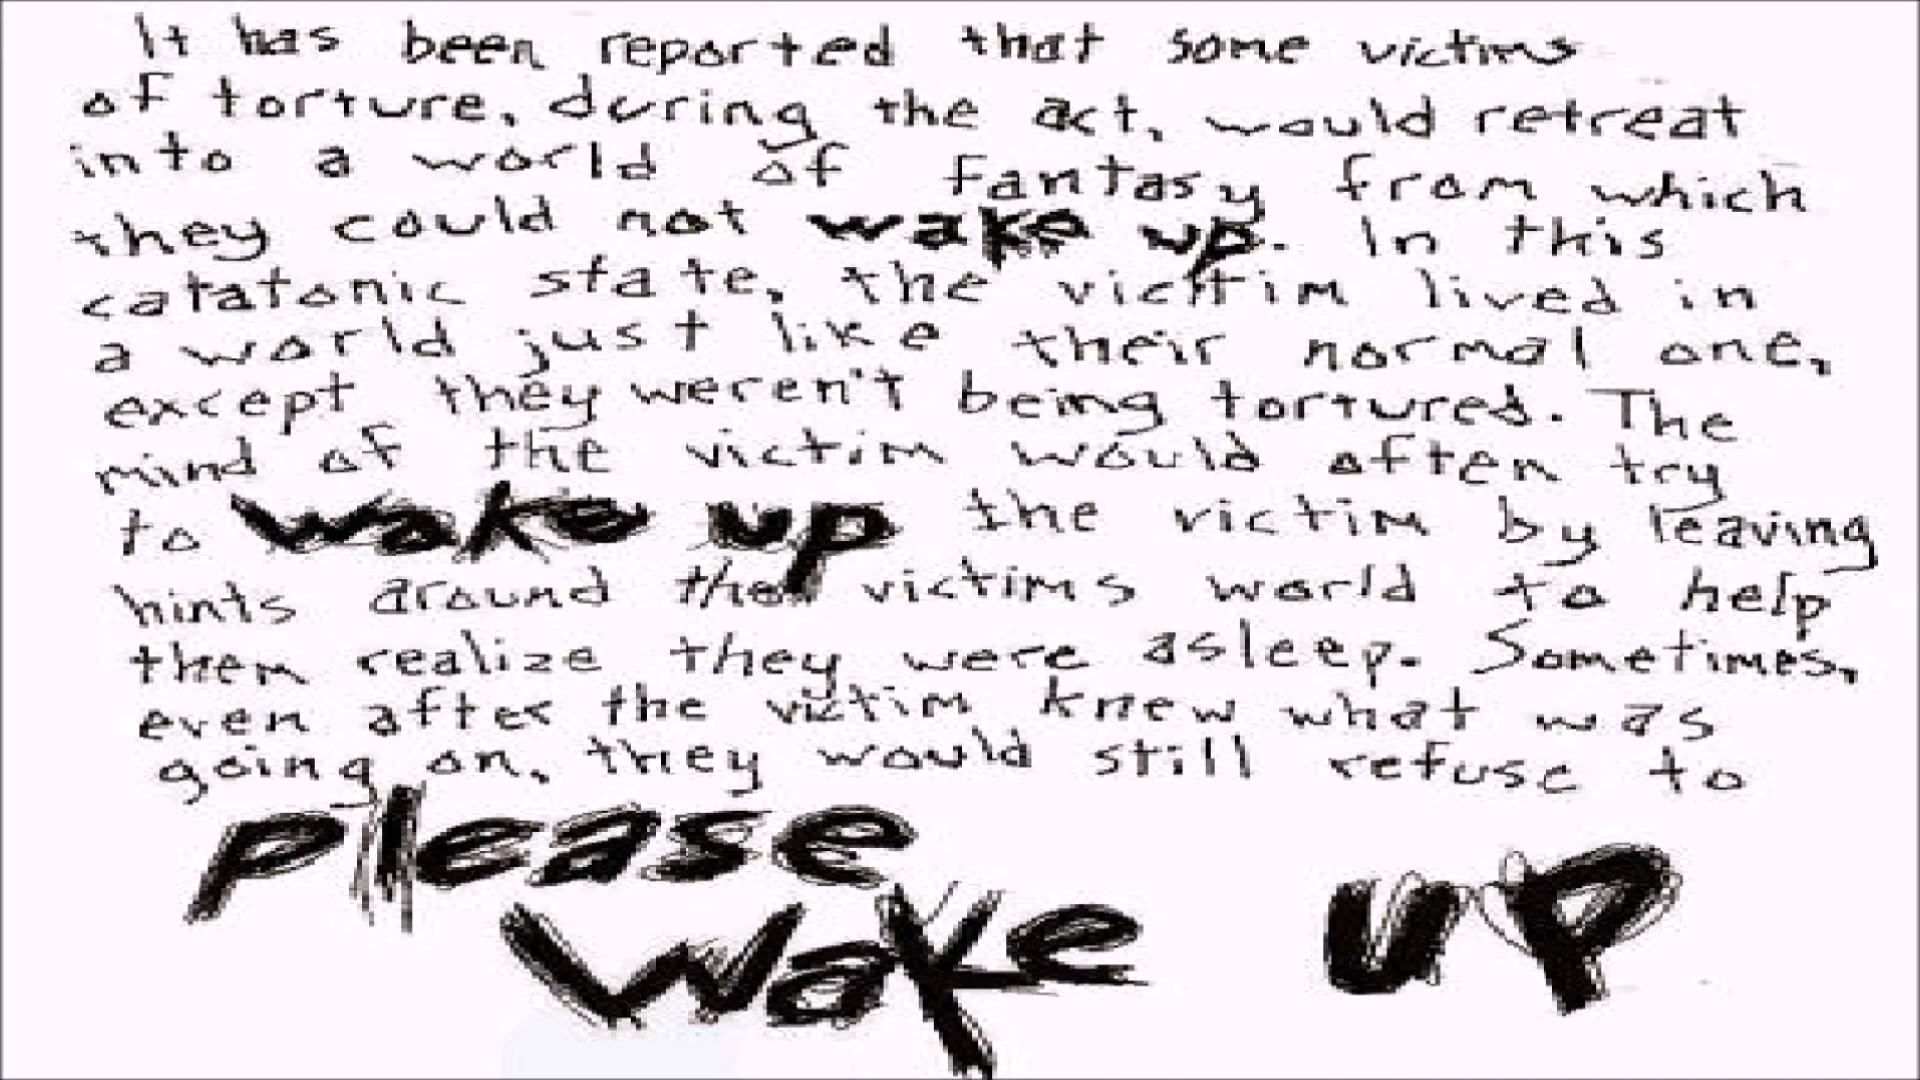 It has been reported that some victims
of torture, during the act, would retreat
into a world of fantasy from which
they could not wake up. In this
catatonic state, the victim lived in
a world just like their normal one,
except they weren't being tortured. The
mind of the victim would often try
to wake up the victim by leaving
hints around the victims world to help
them realize they were asleep. Sometimes,
even after the victim knew what was
going on, they would still refuse to
please
wake up